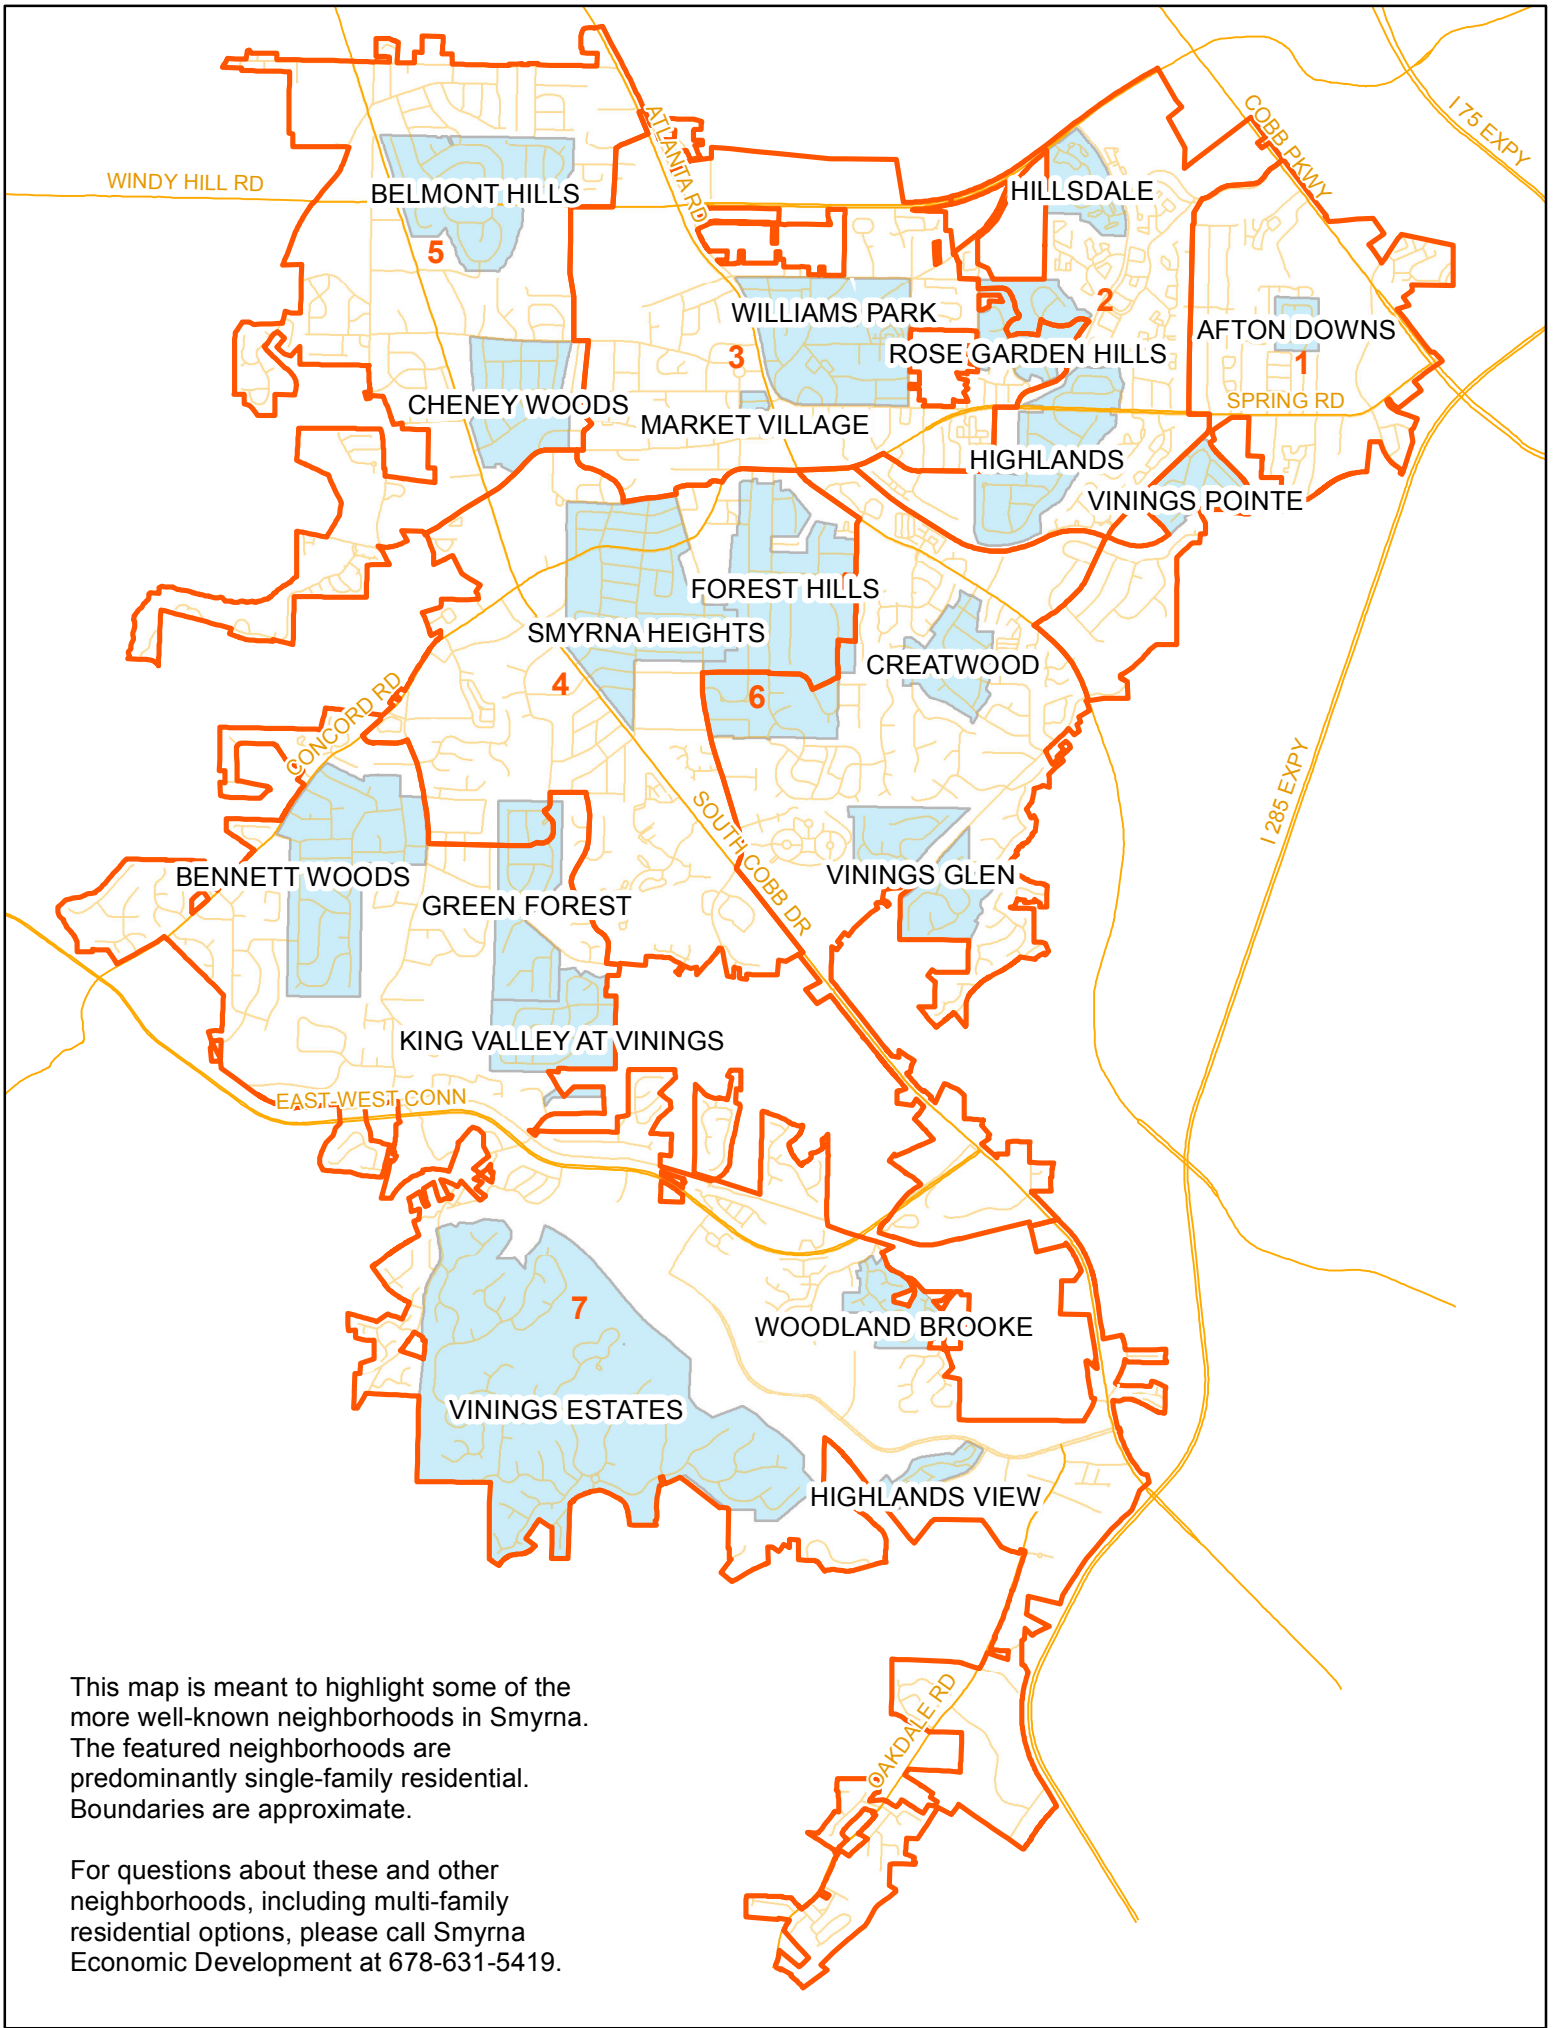 I 75 EXPY
COBB PKWY
ATLANTA RD
WINDY HILL RD
BELMONT HILLS
HILLSDALE
5
2
WILLIAMS PARK
AFTON DOWNS
3
ROSE GARDEN HILLS
1
CHENEY WOODS
SPRING RD
MARKET VILLAGE
HIGHLANDS
VININGS POINTE
FOREST HILLS
SMYRNA HEIGHTS
CREATWOOD
4
6
CONCORD RD
I 285 EXPY
SOUTH COBB DR
BENNETT WOODS
VININGS GLEN
GREEN FOREST
KING VALLEY AT VININGS
EAST-WEST CONN
7
WOODLAND BROOKE
VININGS ESTATES
HIGHLANDS VIEW
OAKDALE RD
This map is meant to highlight some of the
more well-known neighborhoods in Smyrna.
The featured neighborhoods are
predominantly single-family residential.
Boundaries are approximate.
For questions about these and other
neighborhoods, including multi-family
residential options, please call Smyrna
Economic Development at 678-631-5419.